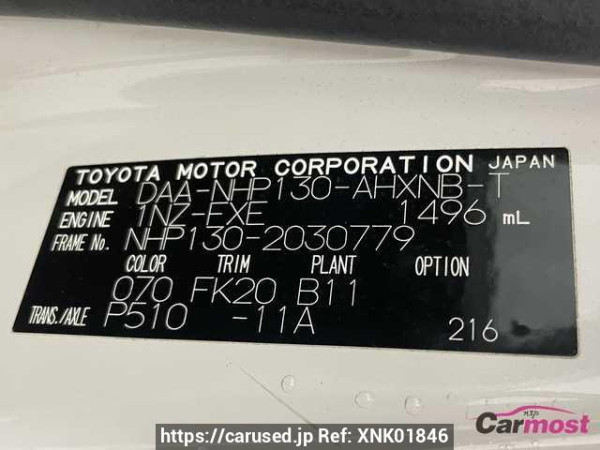 TOYOTA MOTOR CORPORATION JAPAN
MODEL DAA-NHP130-AHXNB-T
ENGINE 1NZ-EXE 1496 mL
FRAME No. NHP130-2030779
COLOR TRIM PLANT OPTION
070 FK20 B11
TRANS./AXLE P510 -11A 216
Carmost
https://carused.jp Ref: XNK01846